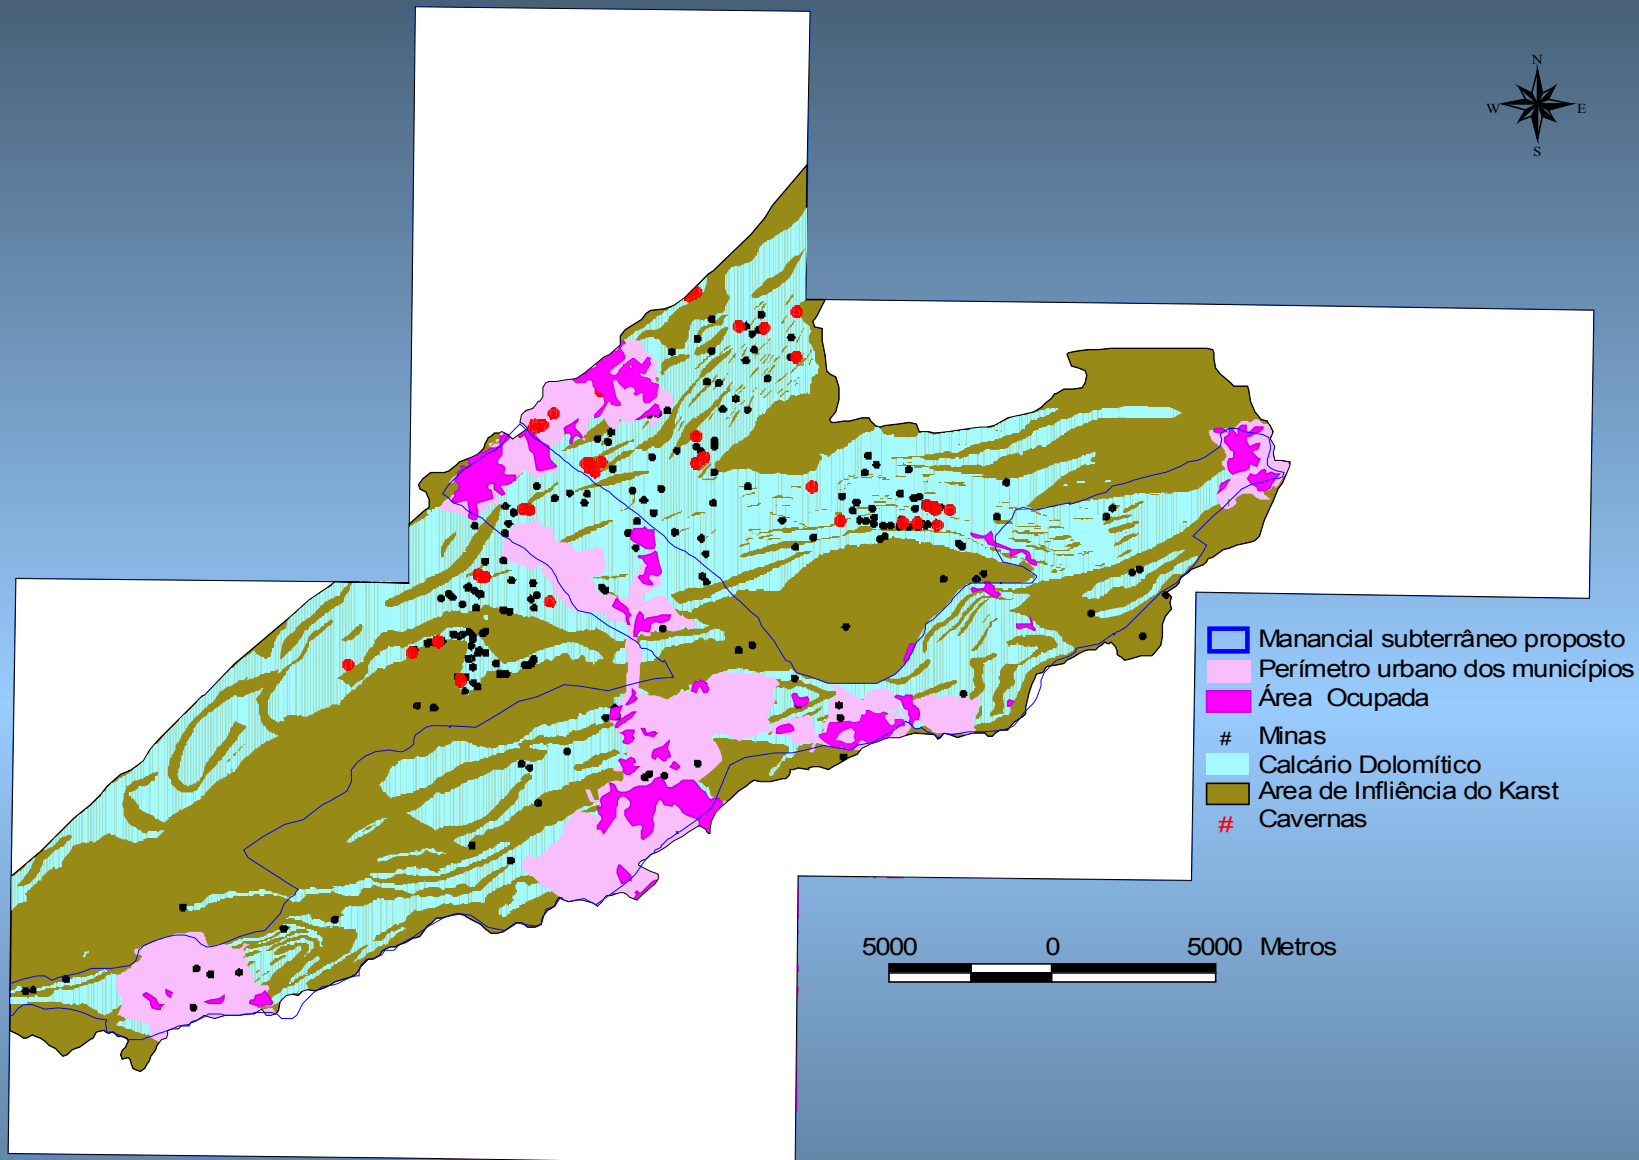 N
W E
S
Manancial subterrâneo proposto
Perímetro urbano dos municípios
Área Ocupada
# Minas
Calcário Dolomítico
Area de Infliência do Karst
# Cavernas
5000 0 5000 Metros